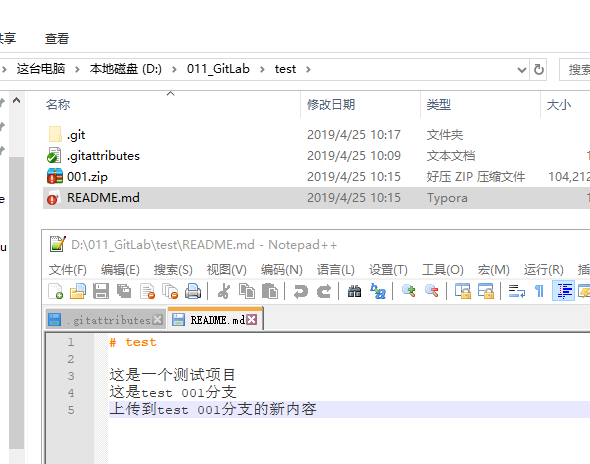 共享 查看
这台电脑 > 本地磁盘 (D:) > 011_GitLab > test > 搜索
名称 修改日期 类型 大小
.git 2019/4/25 10:17 文件夹
.gitattributes 2019/4/25 10:09 文本文档 1
001.zip 2019/4/25 10:15 好压 ZIP 压缩文件 104,212
README.md 2019/4/25 10:15 Typora 1
D:\011_GitLab\test\README.md - Notepad++
文件(F) 编辑(E) 搜索(S) 视图(V) 编码(N) 语言(L) 设置(T) 工具(O) 宏(M) 运行(R) 插
.gitattributes README.md
1 # test
2
3 这是一个测试项目
4 这是test 001分支
5 上传到test 001分支的新内容